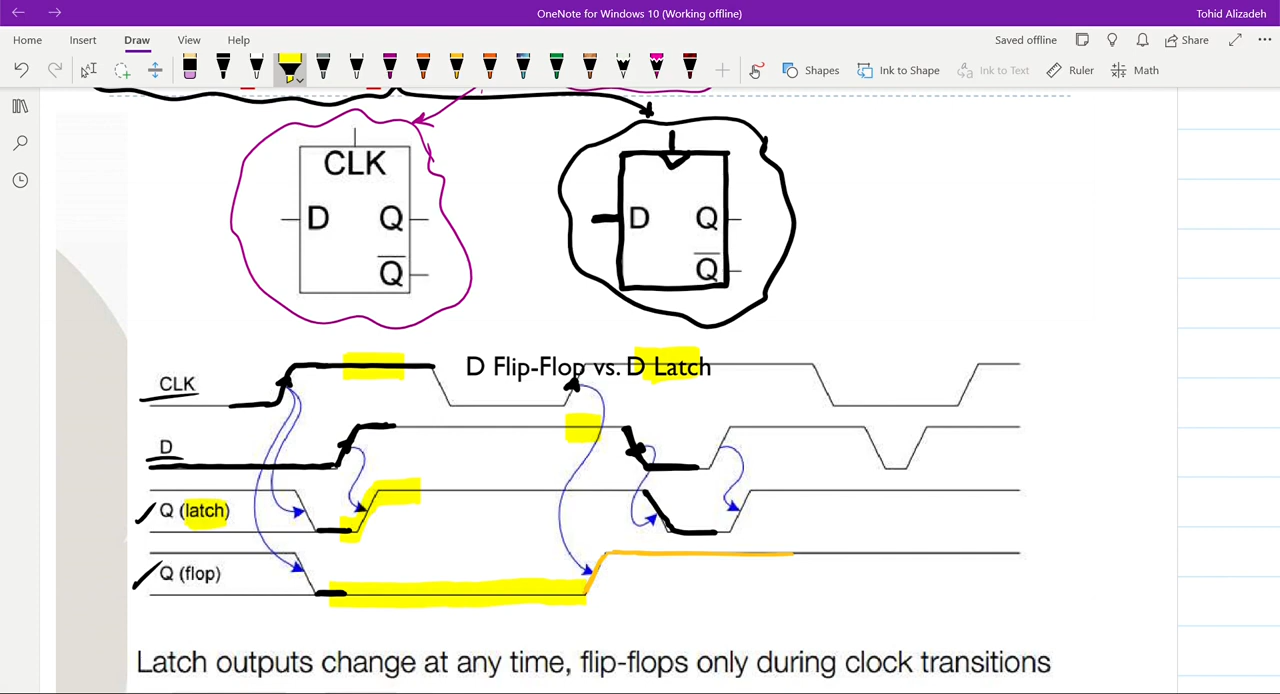 OneNote for Windows 10 (Working offline)
Tohid Alizadeh
Home Insert Draw View Help
Saved offline
Share
Shapes
Ink to Shape
Ink to Text
Ruler
Math
CLK
D Q
Q̅
D Q
Q̅
D Flip-Flop vs. D Latch
CLK
D
Q (latch)
Q (flop)
Latch outputs change at any time, flip-flops only during clock transitions